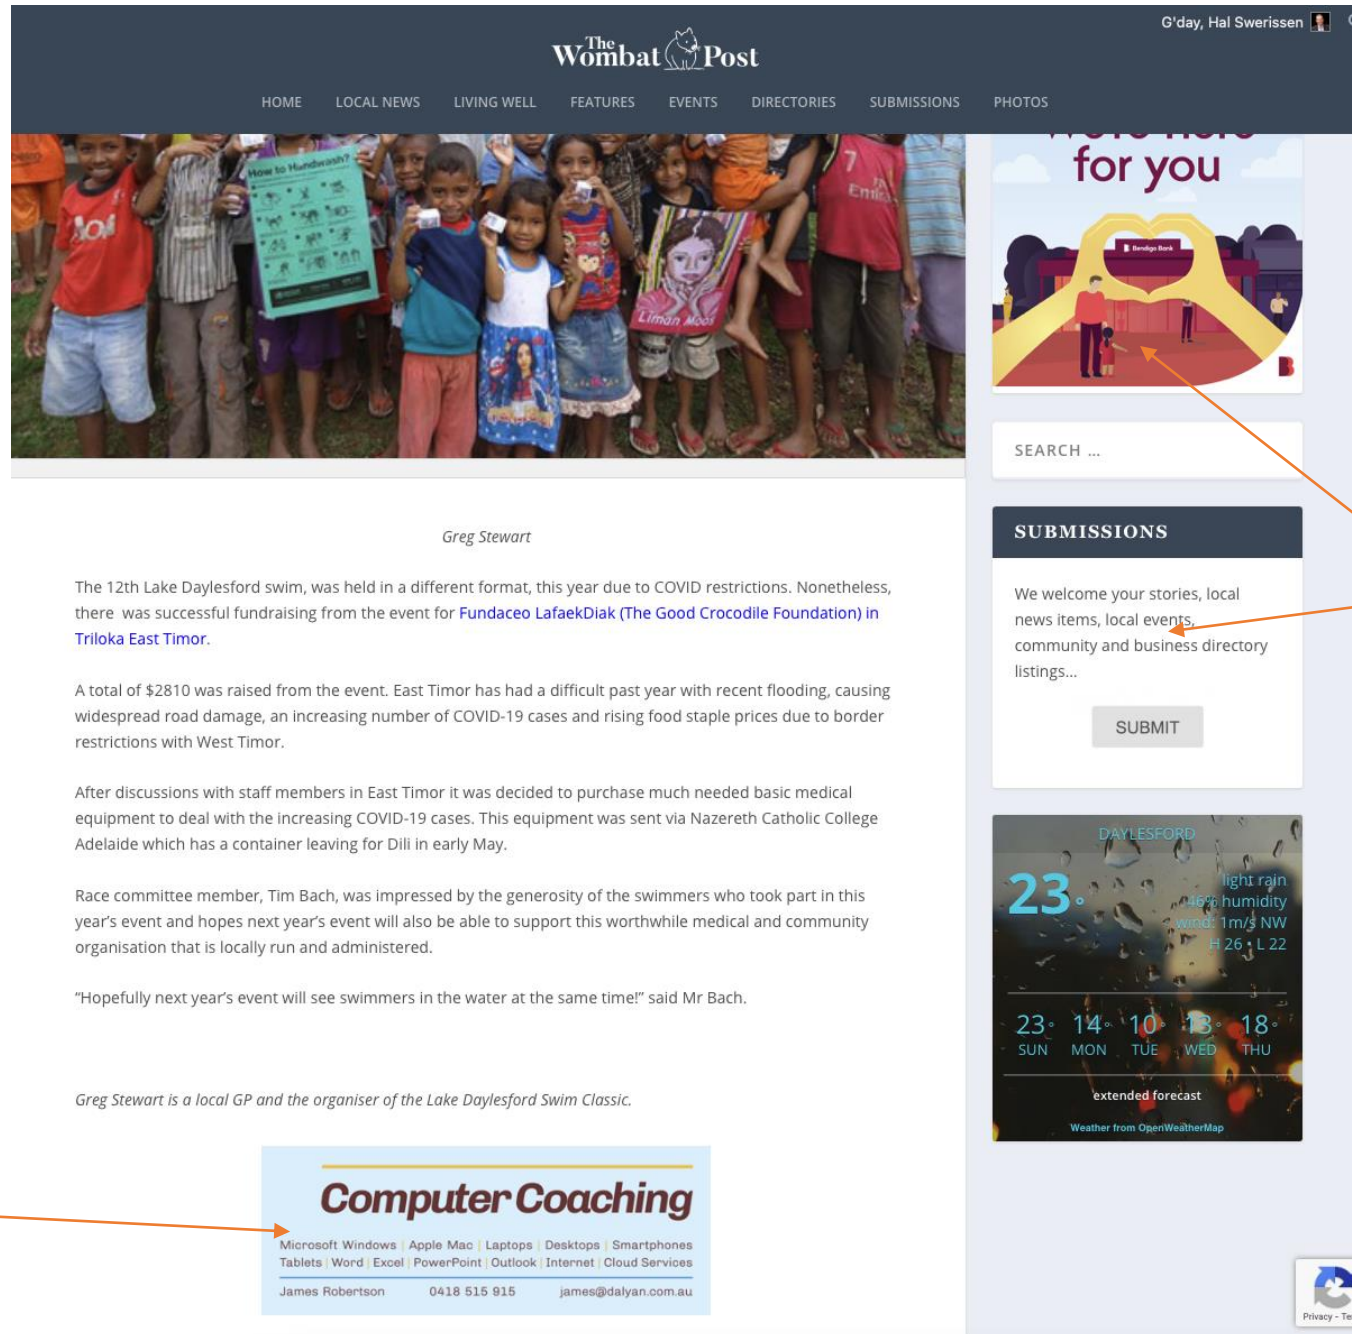 G'day, Hal Swerissen
The
Wombat Post
HOME LOCAL NEWS LIVING WELL FEATURES EVENTS DIRECTORIES SUBMISSIONS PHOTOS
How to Handwash?
lol
7
Liman Moos
for you
Bendigo Bank
B
SEARCH ...
SUBMISSIONS
We welcome your stories, local
news items, local events,
community and business directory
listings...
SUBMIT
Greg Stewart
The 12th Lake Daylesford swim, was held in a different format, this year due to COVID restrictions. Nonetheless,
there was successful fundraising from the event for Fundaceo LafaekDiak (The Good Crocodile Foundation) in
Triloka East Timor.
A total of $2810 was raised from the event. East Timor has had a difficult past year with recent flooding, causing
widespread road damage, an increasing number of COVID-19 cases and rising food staple prices due to border
restrictions with West Timor.
After discussions with staff members in East Timor it was decided to purchase much needed basic medical
equipment to deal with the increasing COVID-19 cases. This equipment was sent via Nazereth Catholic College
Adelaide which has a container leaving for Dili in early May.
Race committee member, Tim Bach, was impressed by the generosity of the swimmers who took part in this
year's event and hopes next year's event will also be able to support this worthwhile medical and community
organisation that is locally run and administered.
"Hopefully next year's event will see swimmers in the water at the same time!" said Mr Bach.
Greg Stewart is a local GP and the organiser of the Lake Daylesford Swim Classic.
DAYLESFORD
23°
light rain
46% humidity
wind: 1m/s NW
H 26 • L 22
23° 14° 10° 13° 18°
SUN MON TUE WED THU
extended forecast
Weather from OpenWeatherMap
Computer Coaching
Microsoft Windows | Apple Mac | Laptops | Desktops | Smartphones
Tablets | Word | Excel | PowerPoint | Outlook | Internet | Cloud Services
James Robertson 0418 515 915 james@dalyan.com.au
Privacy -